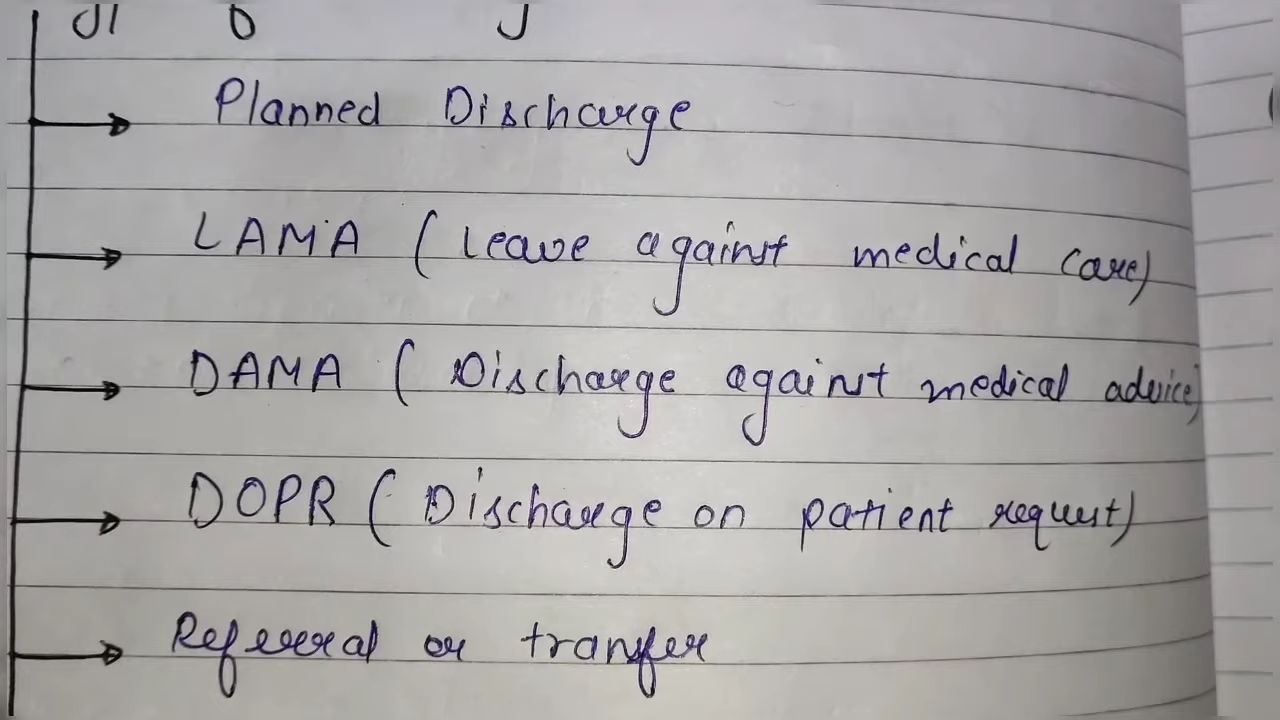 Planned Discharge
LAMA (Leave against medical care)
DAMA (Discharge against medical advice)
DOPR (Discharge on patient request)
Referral or transfer